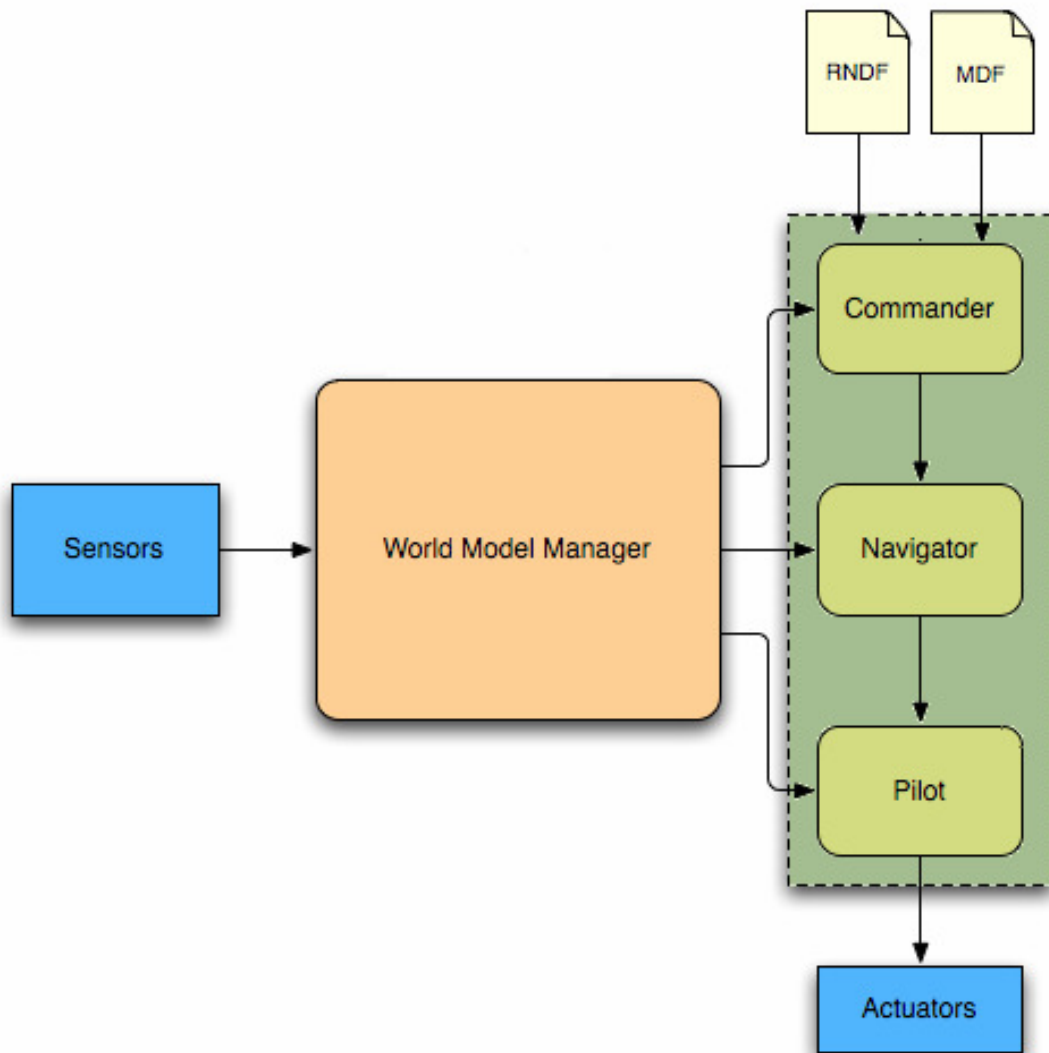 RNDF
MDF
Commander
Sensors
World Model Manager
Navigator
Pilot
Actuators